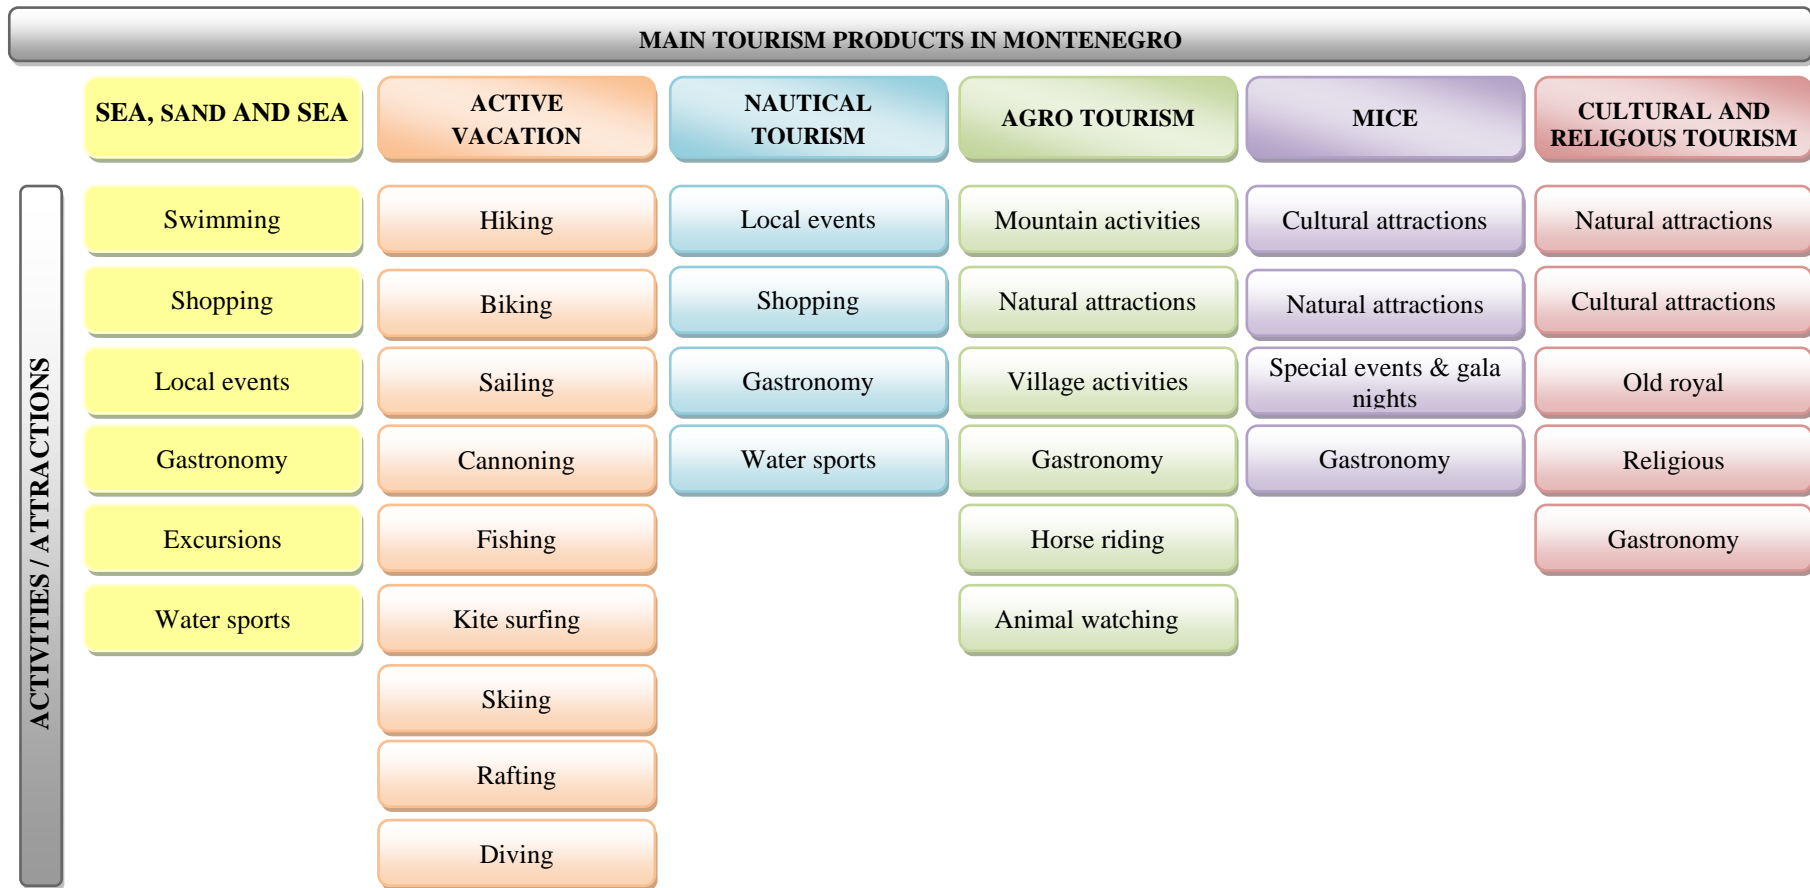 MAIN TOURISM PRODUCTS IN MONTENEGRO
SEA, SAND AND SEA
ACTIVE
VACATION
NAUTICAL
TOURISM
AGRO TOURISM
MICE
CULTURAL AND
RELIGOUS TOURISM
ACTIVITIES / ATTRACTIONS
Swimming
Shopping
Local events
Gastronomy
Excursions
Water sports
Hiking
Biking
Sailing
Cannoning
Fishing
Kite surfing
Skiing
Rafting
Diving
Local events
Shopping
Gastronomy
Water sports
Mountain activities
Natural attractions
Village activities
Gastronomy
Horse riding
Animal watching
Cultural attractions
Natural attractions
Special events & gala
nights
Gastronomy
Natural attractions
Cultural attractions
Old royal
Religious
Gastronomy